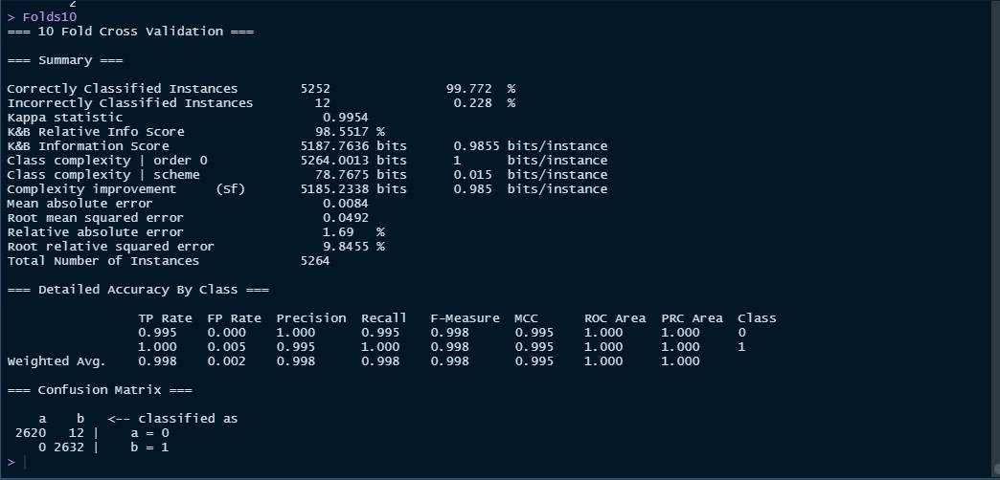 2
> Folds10
=== 10 Fold Cross Validation ===
=== Summary ===
Correctly Classified Instances 5252 99.772 %
Incorrectly Classified Instances 12 0.228 %
Kappa statistic 0.9954
K&B Relative Info Score 98.5517 %
K&B Information Score 5187.7636 bits 0.9855 bits/instance
Class complexity | order 0 5264.0013 bits 1 bits/instance
Class complexity | scheme 78.7675 bits 0.015 bits/instance
Complexity improvement (Sf) 5185.2338 bits 0.985 bits/instance
Mean absolute error 0.0084
Root mean squared error 0.0492
Relative absolute error 1.69 %
Root relative squared error 9.8455 %
Total Number of Instances 5264
=== Detailed Accuracy By Class ===
TP Rate FP Rate Precision Recall F-Measure MCC ROC Area PRC Area Class
0.995 0.000 1.000 0.995 0.998 0.995 1.000 1.000 0
1.000 0.005 0.995 1.000 0.998 0.995 1.000 1.000 1
Weighted Avg. 0.998 0.002 0.998 0.998 0.998 0.995 1.000 1.000
=== Confusion Matrix ===
a b <-- classified as
2620 12 | a = 0
0 2632 | b = 1
>